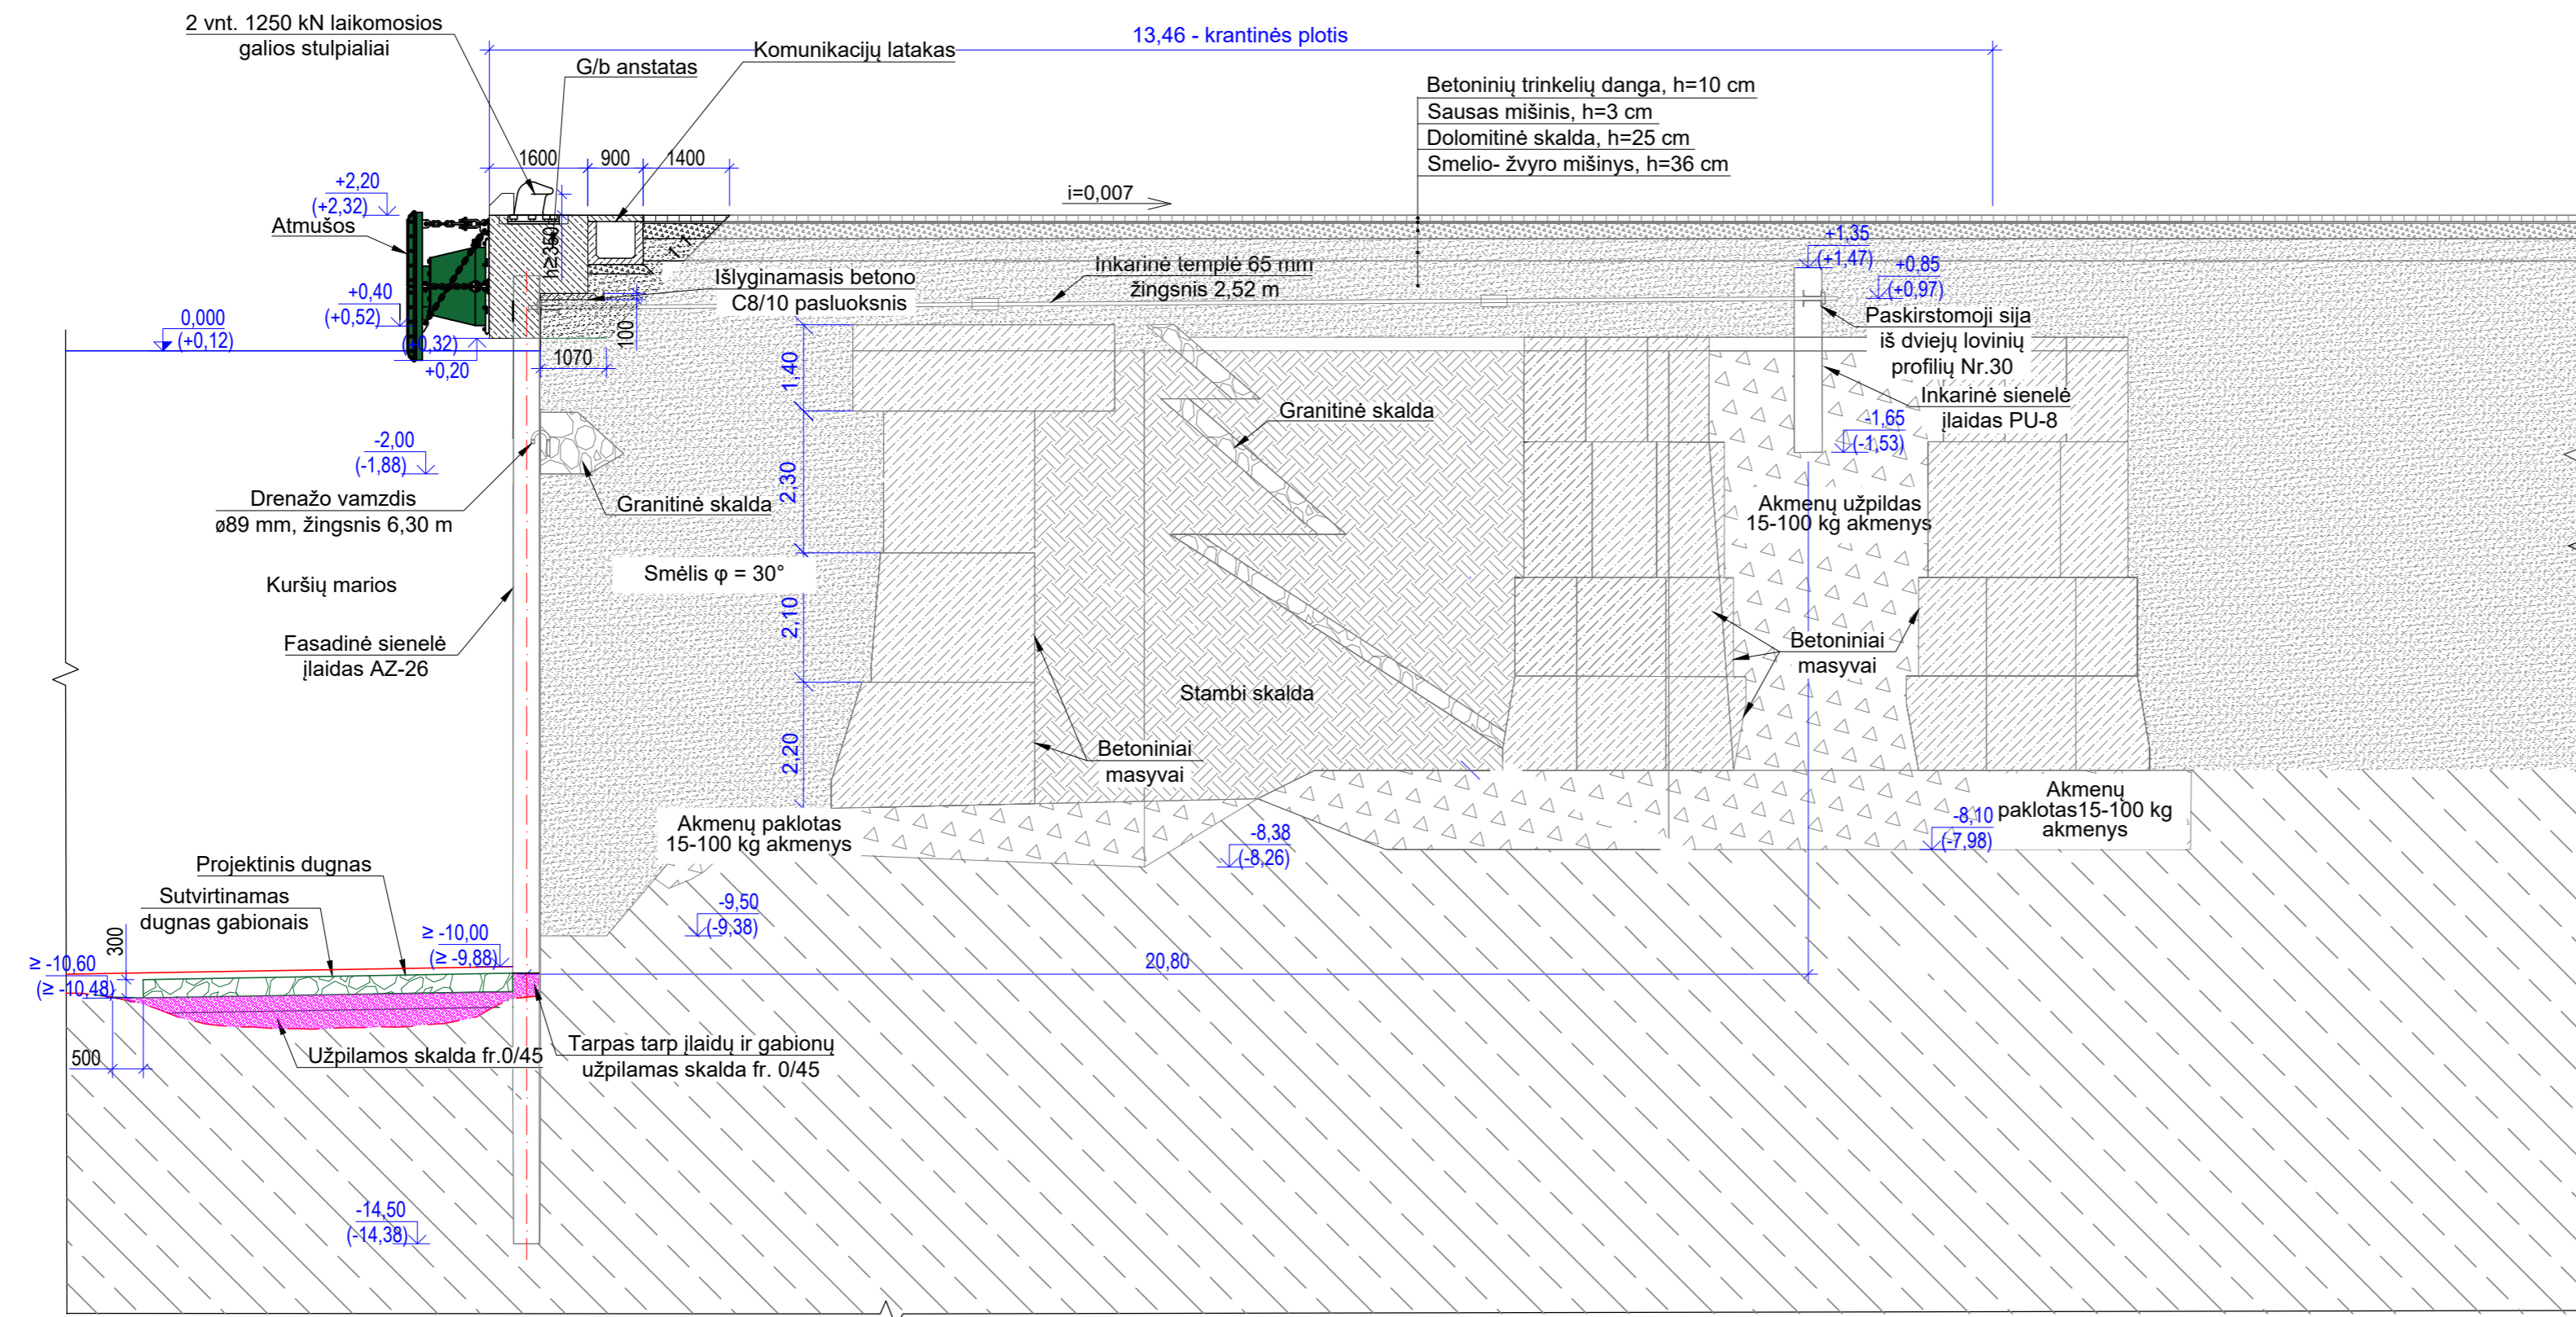 2 vnt. 1250 kN laikomosios
galios stulpialiai
G/b anstatas
Komunikacijų latakas
13,46 - krantinės plotis
Betoninių trinkelių danga, h=10 cm
Sausas mišinis, h=3 cm
Dolomitinė skalda, h=25 cm
Smelio- žvyro mišinys, h=36 cm
1600
900
1400
i=0,007
+2,20
(+2,32)
Atmušos
h≥350
+1,35
(+1,47)
+0,85
(+0,97)
Inkarinė templė 65 mm
žingsnis 2,52 m
Išlyginamasis betono
C8/10 pasluoksnis
+0,40
(+0,52)
0,000
(+0,12)
(+0,32)
+0,20
100
1070
Paskirstomoji sija
iš dviejų lovinių
profilių Nr.30
Inkarinė sienelė
įlaidas PU-8
1,40
Granitinė skalda
-1,65
(-1,53)
-2,00
(-1,88)
Drenažo vamzdis
ø89 mm, žingsnis 6,30 m
Granitinė skalda
2,30
Akmenų užpildas
15-100 kg akmenys
Smėlis φ = 30°
Kuršių marios
2,10
Fasadinė sienelė
įlaidas AZ-26
Betoniniai
masyvai
Stambi skalda
2,20
Betoniniai
masyvai
Akmenų paklotas
15-100 kg akmenys
-8,38
(-8,26)
Akmenų
paklotas15-100 kg
akmenys
-8,10
(-7,98)
Projektinis dugnas
Sutvirtinamas
dugnas gabionais
-9,50
(-9,38)
300
≥ -10,00
(≥ -9,88)
≥ -10,60
(≥ -10,48)
20,80
500
Užpilamos skalda fr.0/45
Tarpas tarp įlaidų ir gabionų
užpilamas skalda fr. 0/45
-14,50
(-14,38)